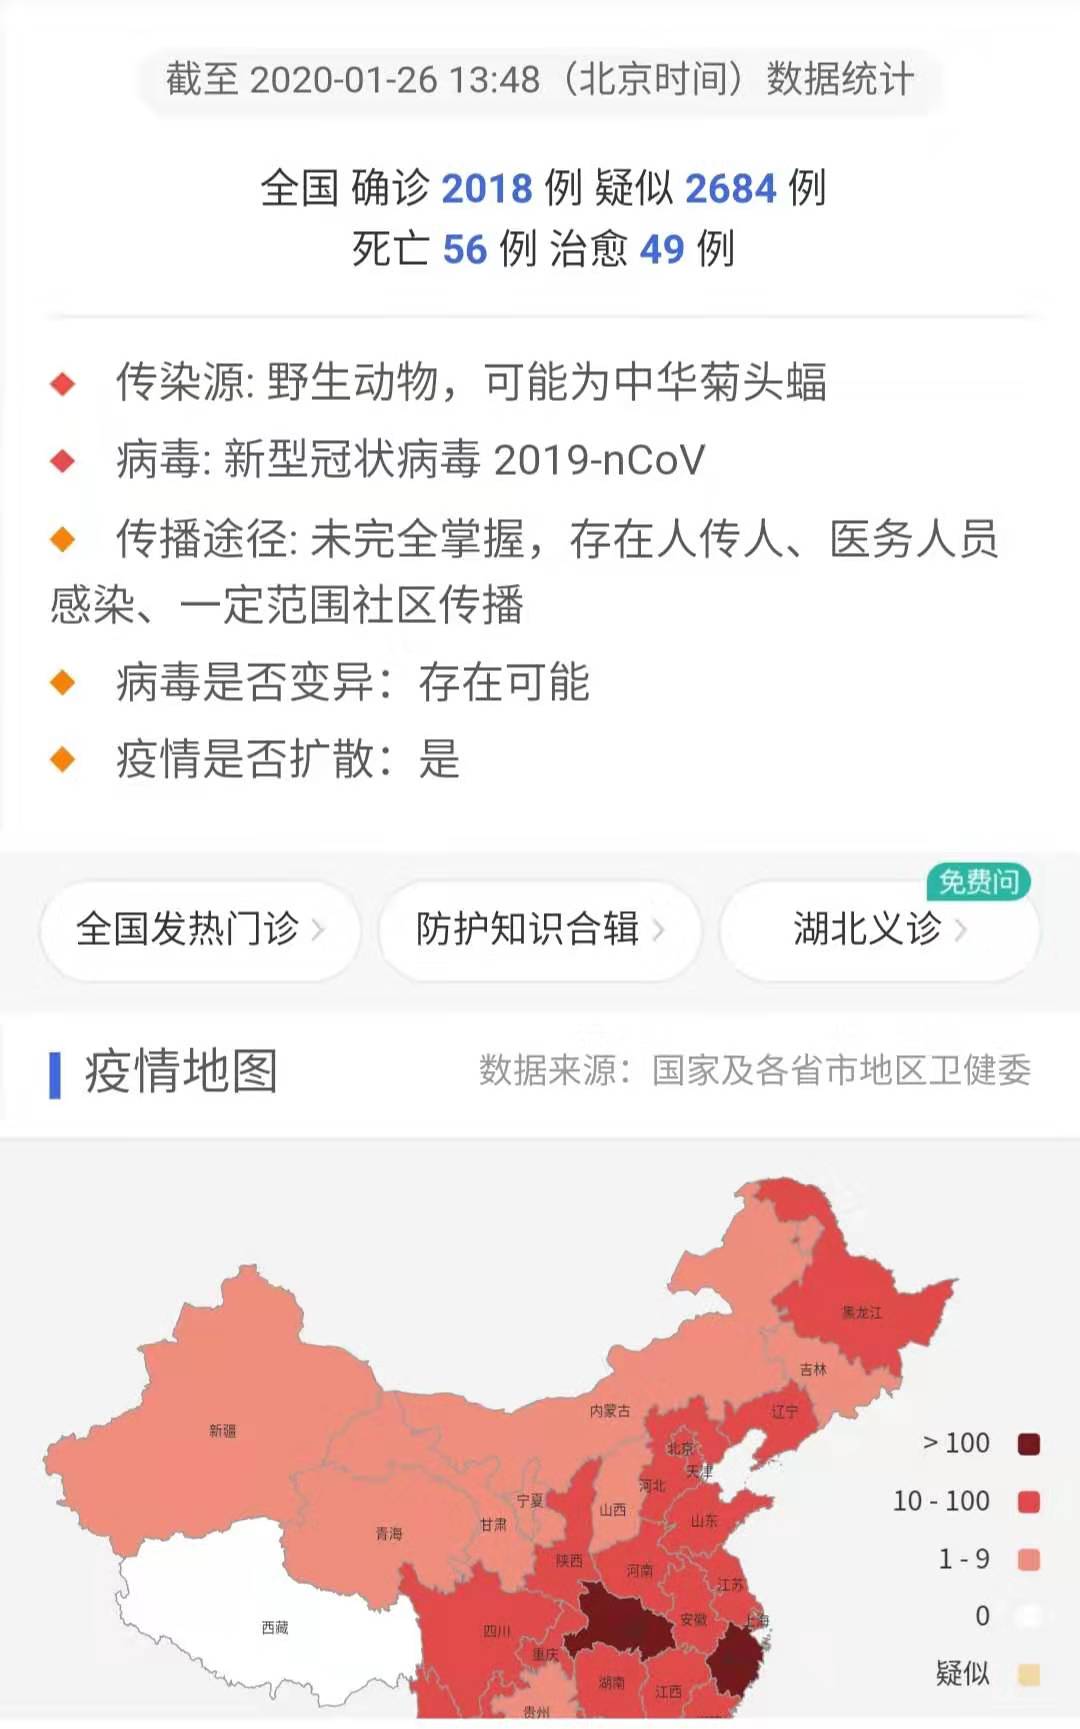 截至 2020-01-26 13:48（北京时间）数据统计
全国 确诊 2018 例 疑似 2684 例
死亡 56 例 治愈 49 例
传染源: 野生动物，可能为中华菊头蝠
病毒: 新型冠状病毒 2019-nCoV
传播途径: 未完全掌握，存在人传人、医务人员
感染、一定范围社区传播
病毒是否变异：存在可能
疫情是否扩散：是
免费问
全国发热门诊
防护知识合辑
湖北义诊
疫情地图
数据来源：国家及各省市地区卫健委
黑龙江
吉林
辽宁
内蒙古
新疆
北京
天津
河北
> 100
宁夏
山西
10 - 100
甘肃
青海
山东
陕西
河南
1 - 9
江苏
西藏
四川
安徽
上海
0
重庆
湖南
江西
疑似
贵州